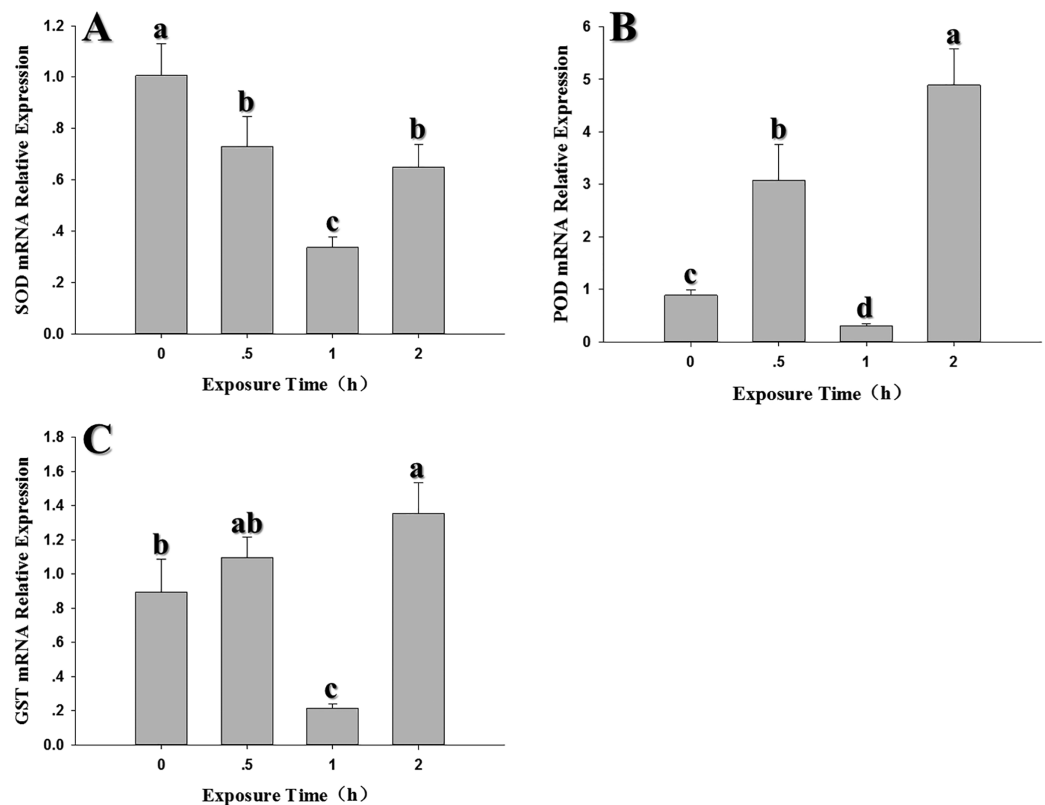 A
SOD mRNA Relative Expression
1.2
1.0
.8
.6
.4
.2
0.0
a
b
c
b
0 .5 1 2
Exposure Time（h）
B
POD mRNA Relative Expression
6
5
4
3
2
1
0
c
b
d
a
0 .5 1 2
Exposure Time（h）
C
GST mRNA Relative Expression
1.8
1.6
1.4
1.2
1.0
.8
.6
.4
.2
0.0
b
ab
c
a
0 .5 1 2
Exposure Time（h）